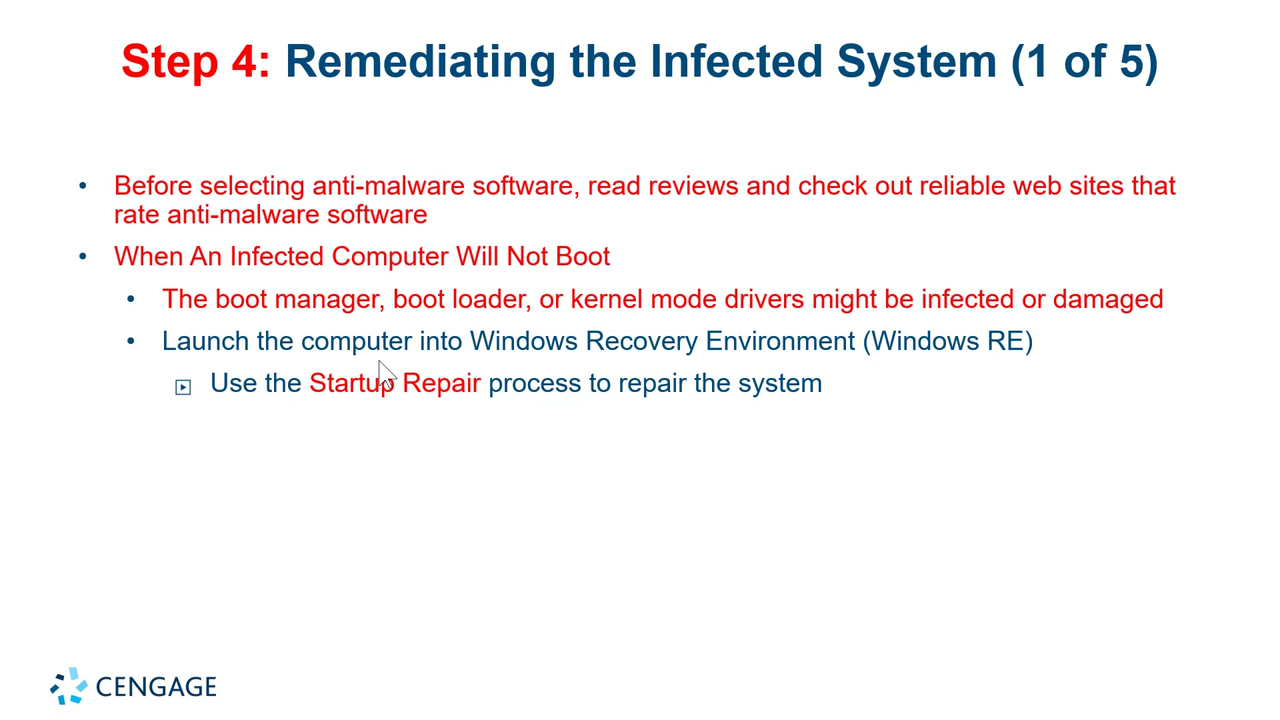 Step 4: Remediating the Infected System (1 of 5)
• Before selecting anti-malware software, read reviews and check out reliable web sites that
rate anti-malware software
• When An Infected Computer Will Not Boot
• The boot manager, boot loader, or kernel mode drivers might be infected or damaged
• Launch the computer into Windows Recovery Environment (Windows RE)
Use the Startup Repair process to repair the system
CENGAGE